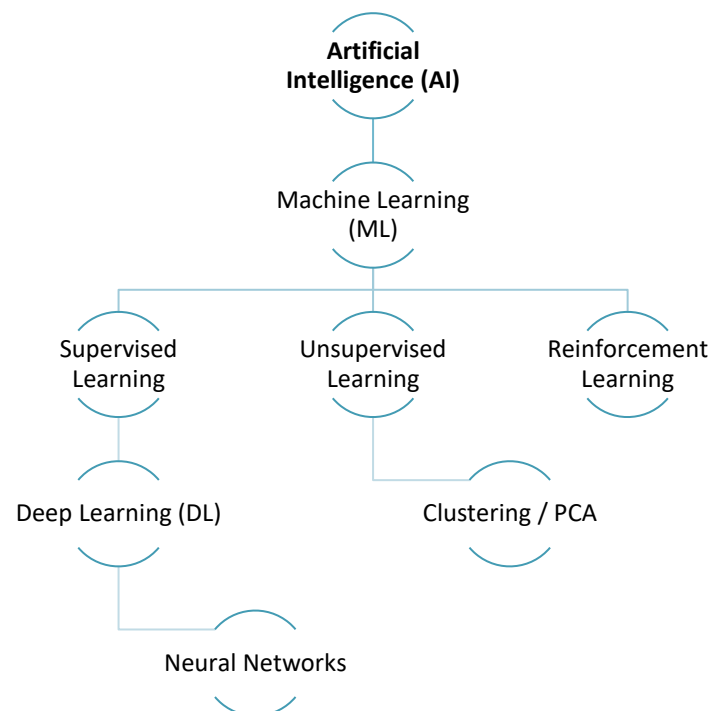 Artificial
Intelligence (AI)
Machine Learning
(ML)
Supervised
Learning
Unsupervised
Learning
Reinforcement
Learning
Deep Learning (DL)
Clustering / PCA
Neural Networks